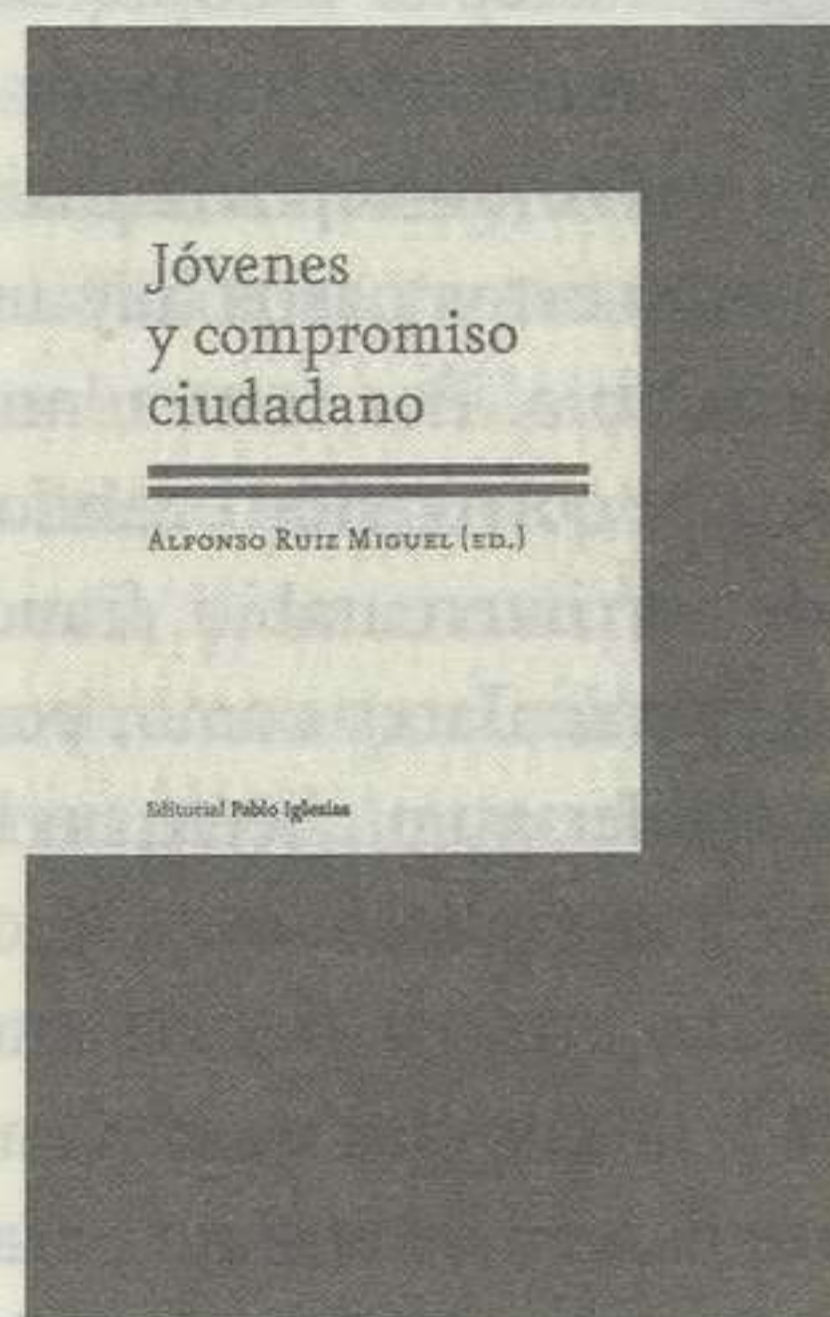 Jóvenes
y compromiso
ciudadano
Alfonso Ruiz Miguel (ed.)
Editorial Pablo Iglesias